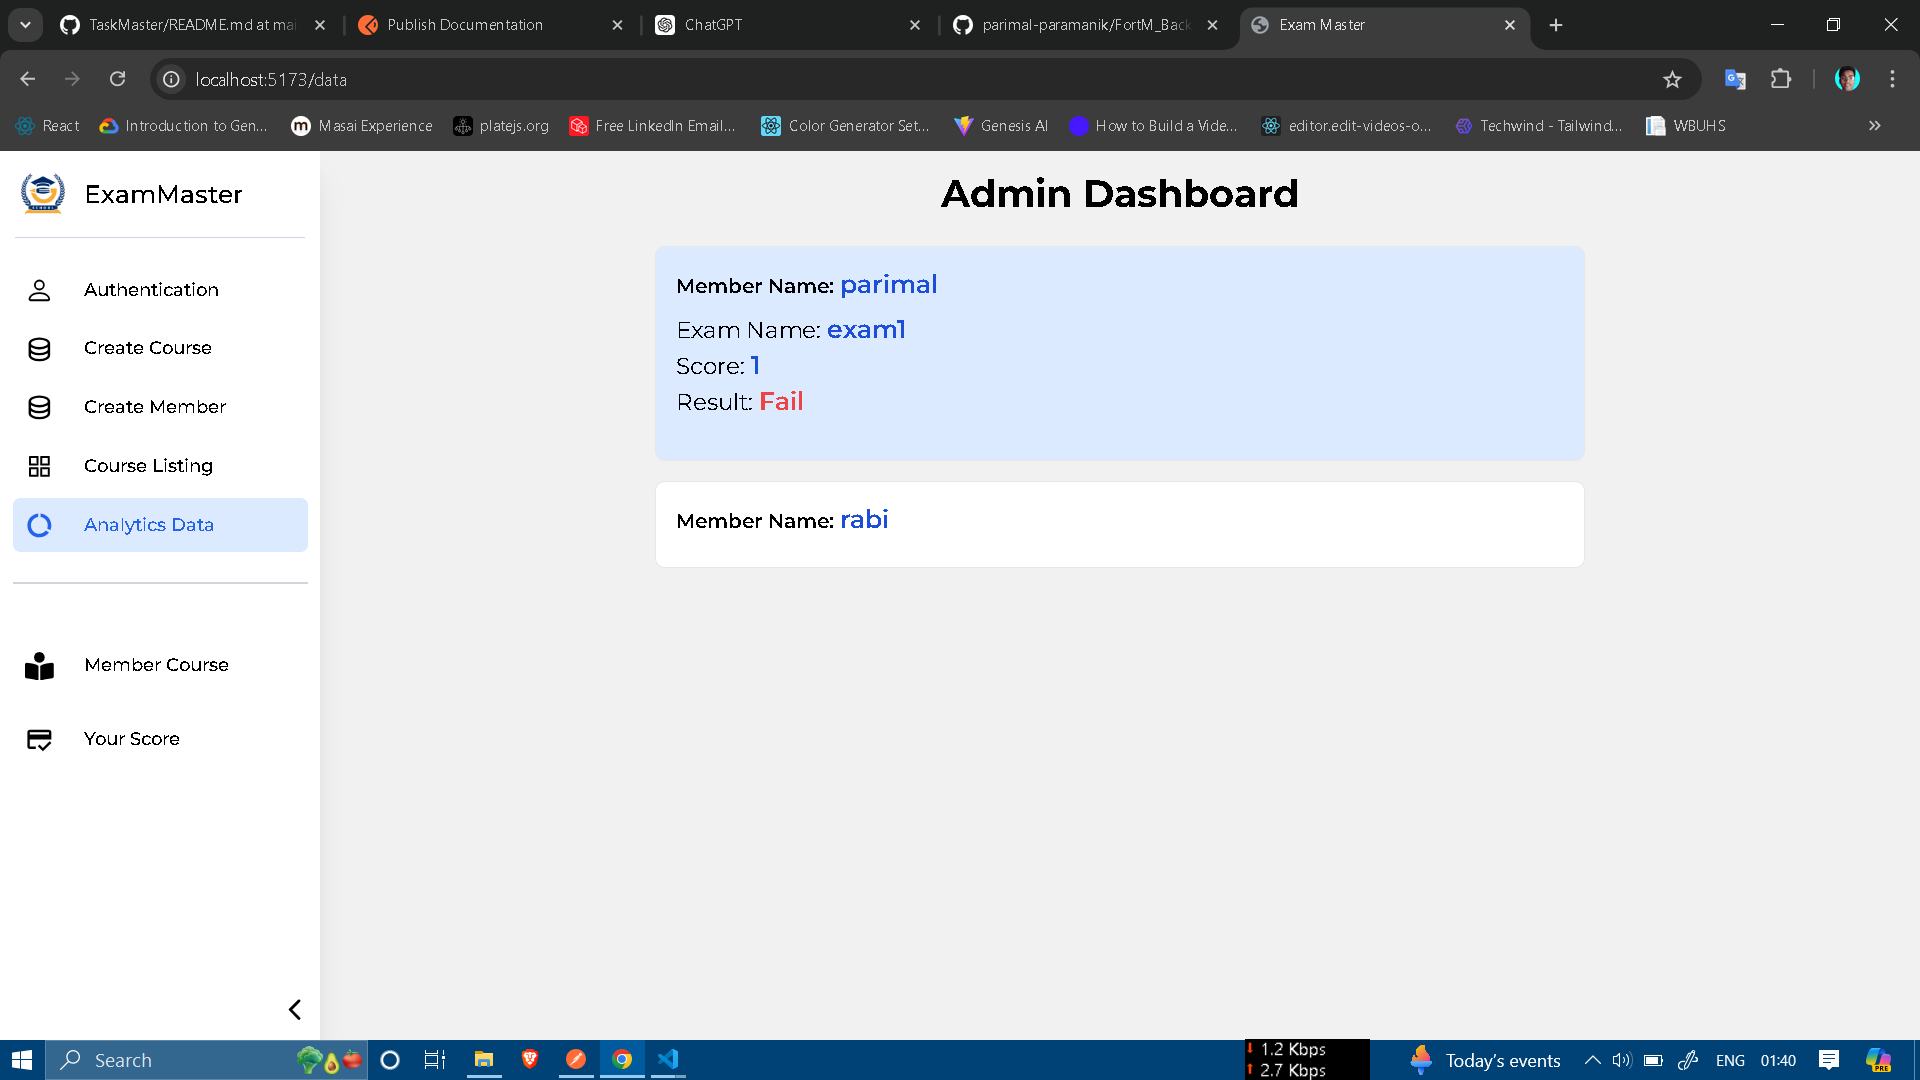 TaskMaster/README.md at mai
Publish Documentation
ChatGPT
parimal-paramanik/FortM_Back
Exam Master
localhost:5173/data
React
Introduction to Gen...
Masai Experience
platejs.org
Free LinkedIn Email...
Color Generator Set...
Genesis AI
How to Build a Vide...
editor.edit-videos-o...
Techwind - Tailwind...
WBUHS
ExamMaster
Authentication
Create Course
Create Member
Course Listing
Analytics Data
Member Course
Your Score
Admin Dashboard
Member Name: parimal
Exam Name: exam1
Score: 1
Result: Fail
Member Name: rabi
Search
1.2 Kbps
2.7 Kbps
Today's events
ENG
01:40
PRE